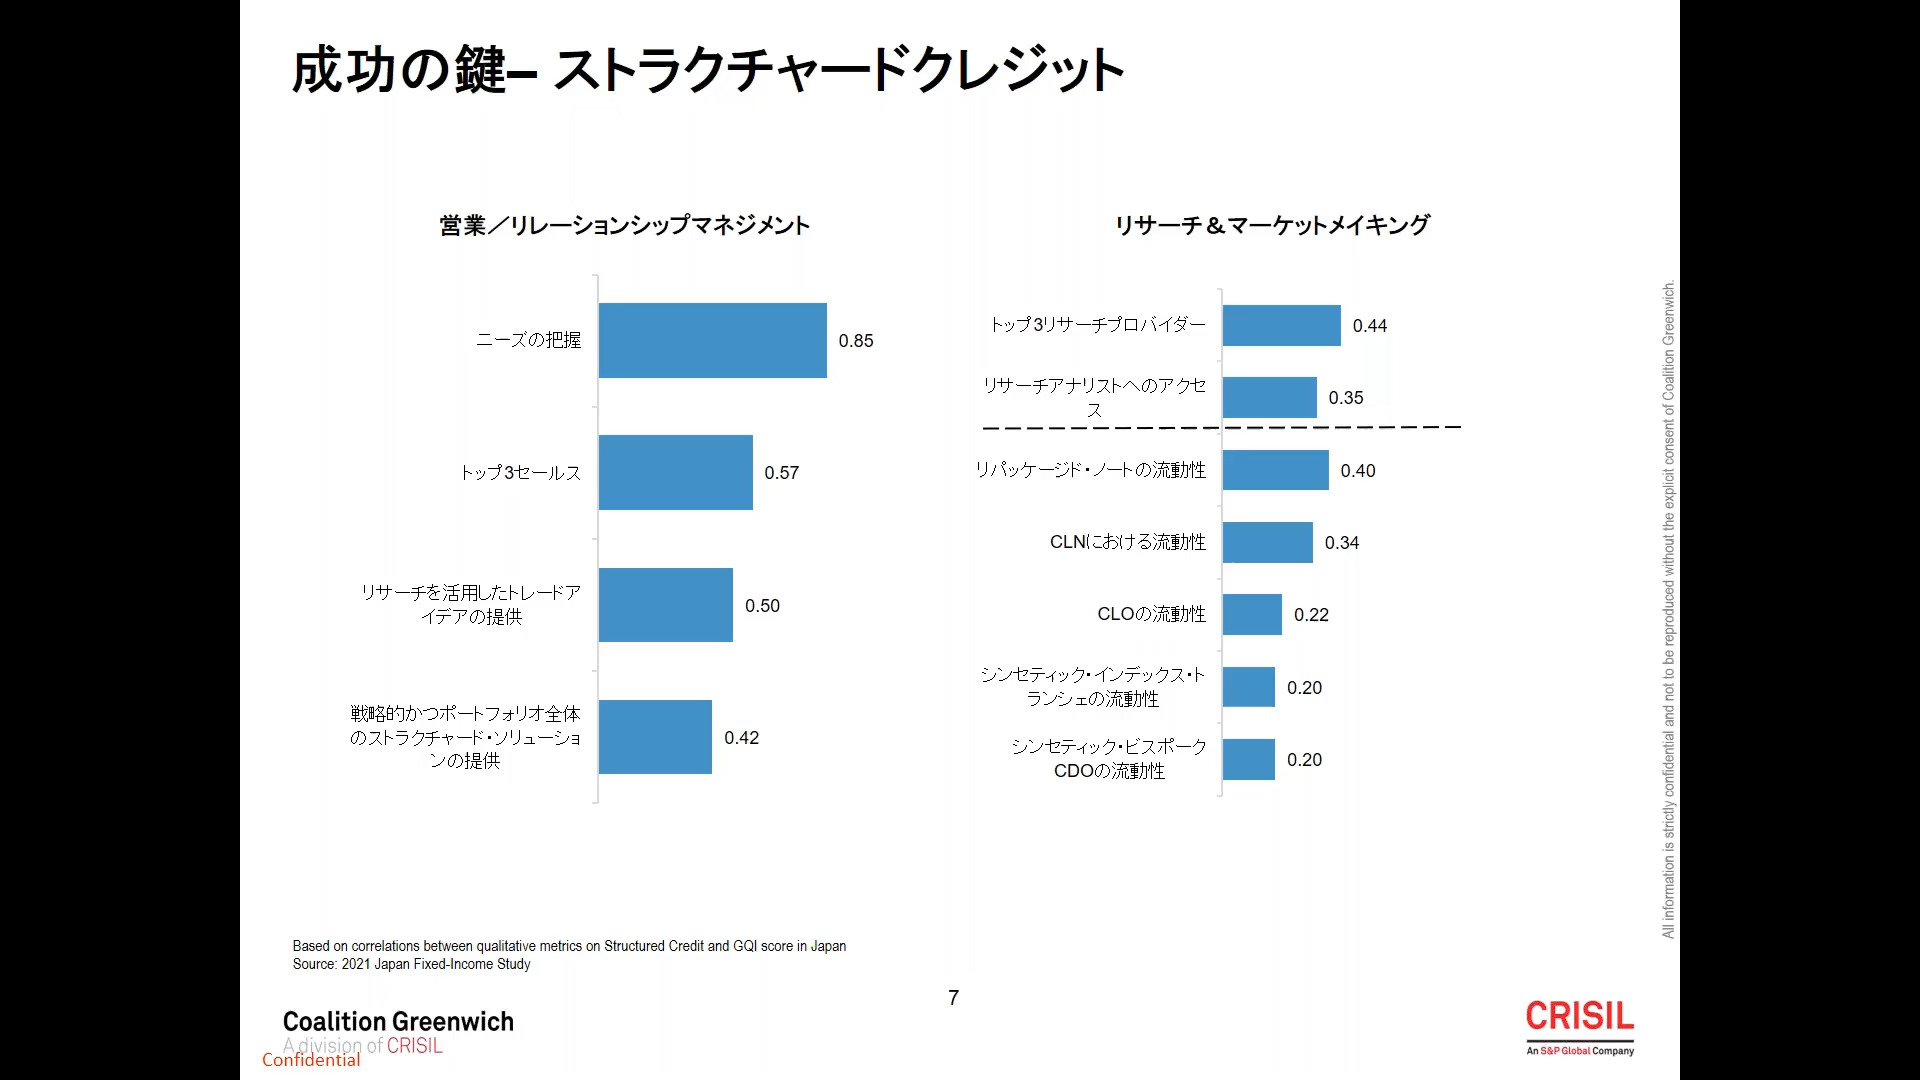 成功の鍵– ストラクチャードクレジット
営業／リレーションシップマネジメント
ニーズの把握
0.85
トップ3セールス
0.57
リサーチを活用したトレードア
イデアの提供
0.50
戦略的かつポートフォリオ全体
のストラクチャード・ソリューショ
ンの提供
0.42
リサーチ＆マーケットメイキング
トップ3リサーチプロバイダー
0.44
リサーチアナリストへのアクセ
ス
0.35
リパッケージド・ノートの流動性
0.40
CLNにおける流動性
0.34
CLOの流動性
0.22
シンセティック・インデックス・ト
ランシェの流動性
0.20
シンセティック・ビスポーク
CDOの流動性
0.20
All information is strictly confidential and not to be reproduced without the explicit consent of Coalition Greenwich.
Based on correlations between qualitative metrics on Structured Credit and GQI score in Japan
Source: 2021 Japan Fixed-Income Study
7
Coalition Greenwich
A division of CRISIL
Confidential
CRISIL
An S&P Global Company